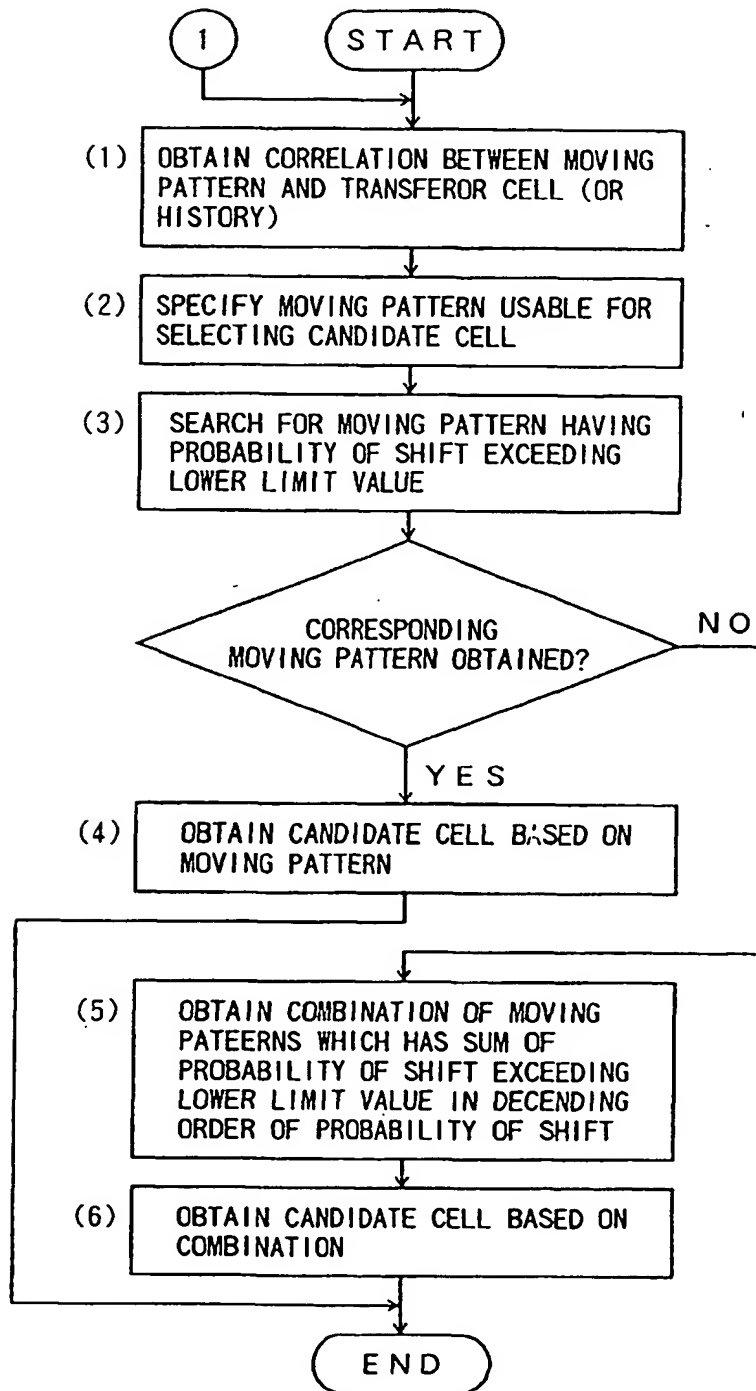 1
START
(1) OBTAIN CORRELATION BETWEEN MOVING
PATTERN AND TRANSFEROR CELL (OR
HISTORY)
(2) SPECIFY MOVING PATTERN USABLE FOR
SELECTING CANDIDATE CELL
(3) SEARCH FOR MOVING PATTERN HAVING
PROBABILITY OF SHIFT EXCEEDING
LOWER LIMIT VALUE
CORRESPONDING
MOVING PATTERN OBTAINED?
NO
YES
(4) OBTAIN CANDIDATE CELL BASED ON
MOVING PATTERN
(5) OBTAIN COMBINATION OF MOVING
PATEERNS WHICH HAS SUM OF
PROBABILITY OF SHIFT EXCEEDING
LOWER LIMIT VALUE IN DECENDING
ORDER OF PROBABILITY OF SHIFT
(6) OBTAIN CANDIDATE CELL BASED ON
COMBINATION
END